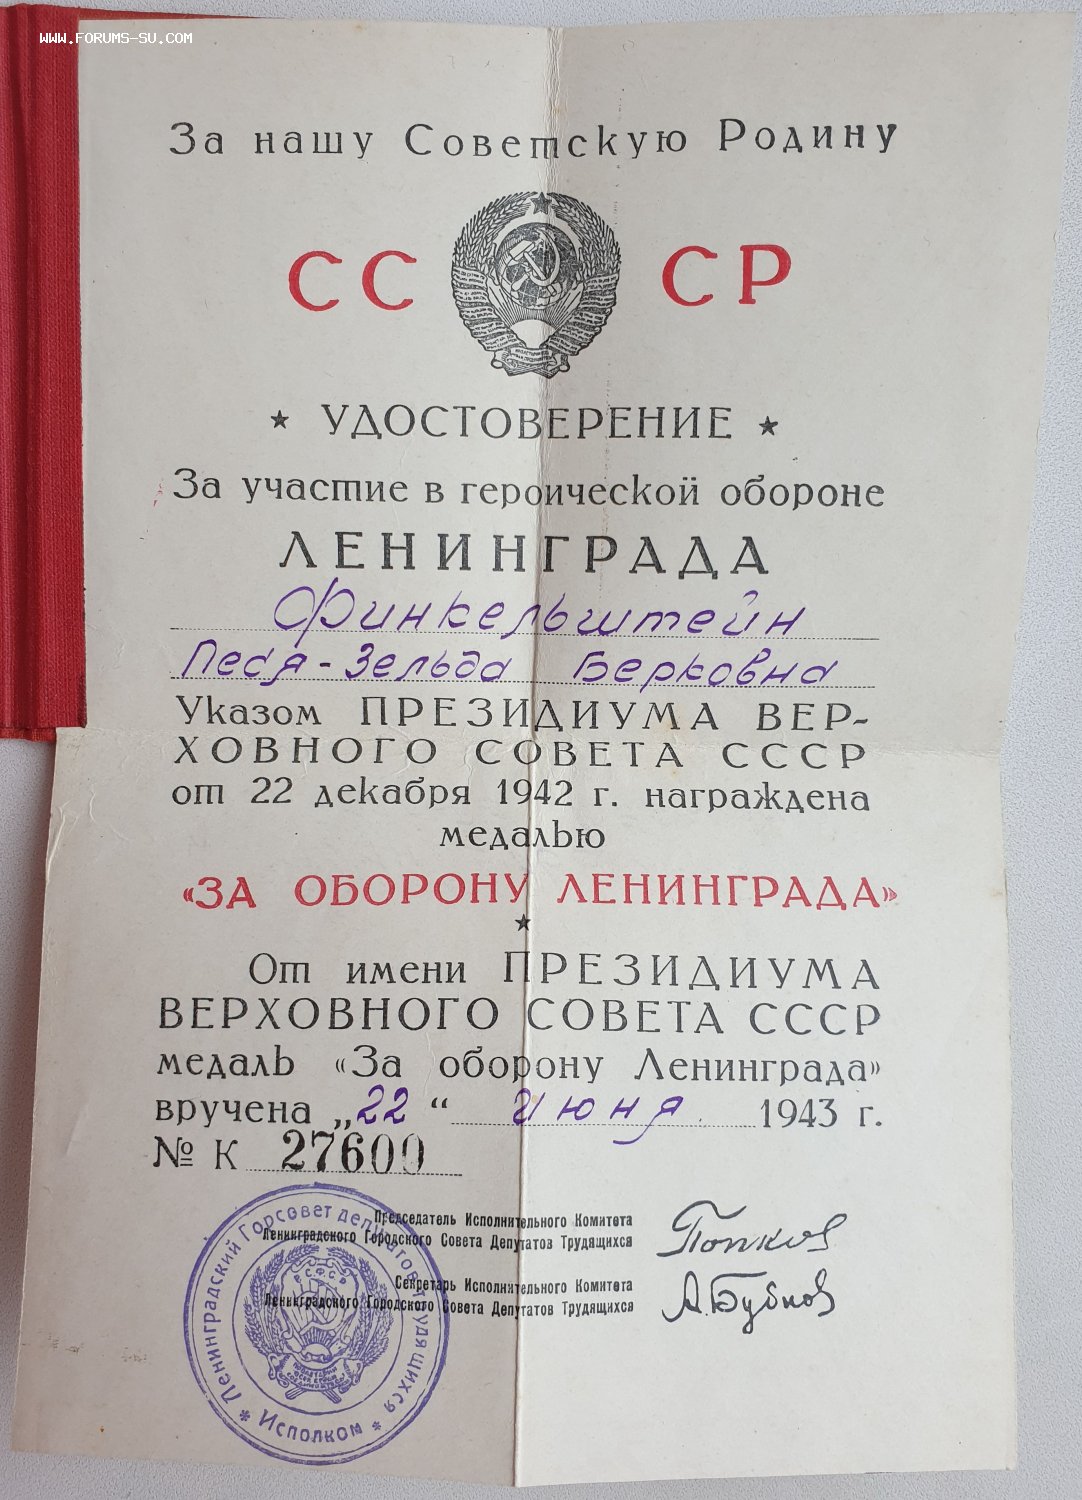 www.forums-su.com
За нашу Советскую Родину
СС СР
★ УДОСТОВЕРЕНИЕ ★
За участие в героической обороне
ЛЕНИНГРАДА
Финкельштейн
Песя-Зельда Берковна
Указом ПРЕЗИДИУМА ВЕР-
ХОВНОГО СОВЕТА СССР
от 22 декабря 1942 г. награждена
медалью
«ЗА ОБОРОНУ ЛЕНИНГРАДА»
★
От имени ПРЕЗИДИУМА
ВЕРХОВНОГО СОВЕТА СССР
медаль «За оборону Ленинграда»
вручена „22“ июня 1943 г.
№ К 27600
Председатель Исполнительного Комитета
Ленинградского Городского Совета Депутатов Трудящихся
Попков
Секретарь Исполнительного Комитета
Ленинградского Городского Совета Депутатов Трудящихся
А.Бубнов
Ленинградский Горсовет депутатов трудящихся
* Исполком *
РСФСР